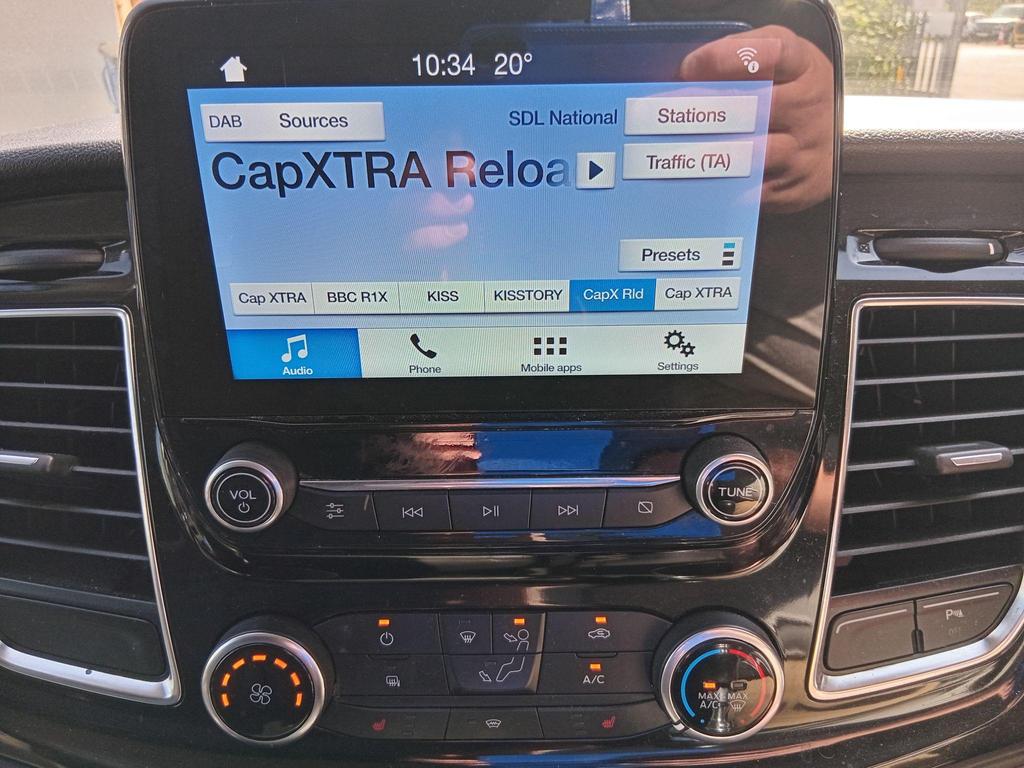 10:34 20°
DAB Sources
SDL National
Stations
CapXTRA Reloa
Traffic (TA)
Presets
Cap XTRA
BBC R1X
KISS
KISSTORY
CapX Rld
Cap XTRA
Audio
Phone
Mobile apps
Settings
VOL
TUNE
A/C
MAX A/C
MAX
P
OFF